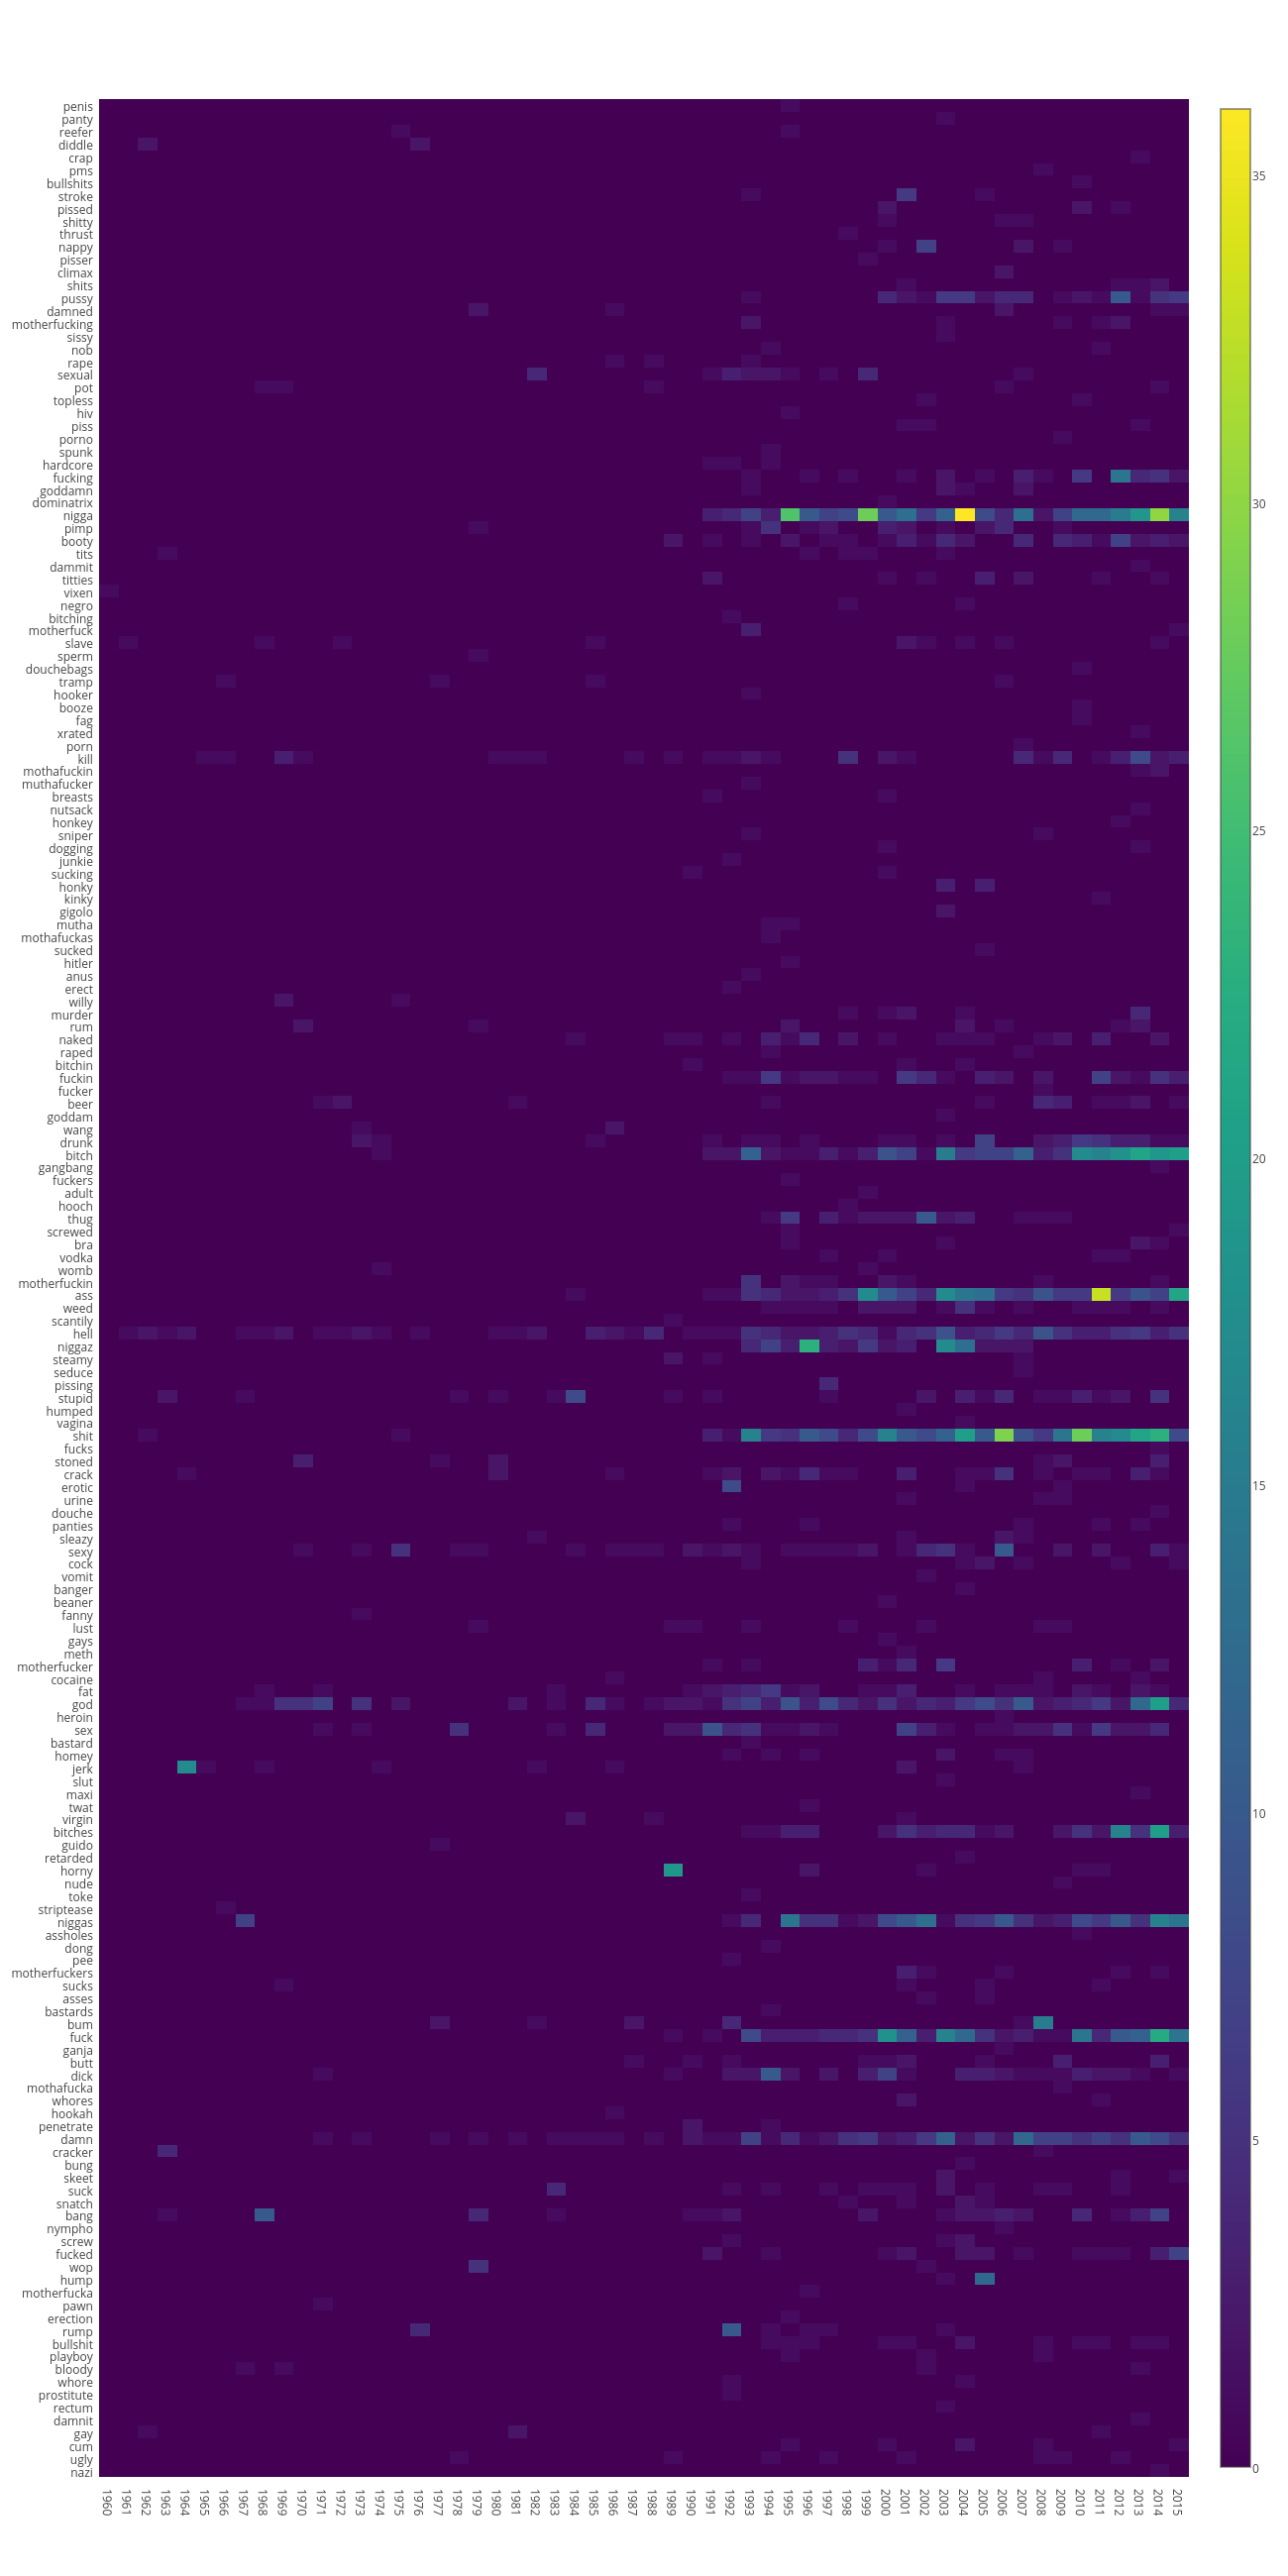 penis
panty
reefer
diddle
crap
pms
bullshits
stroke
pissed
shitty
thrust
nappy
pisser
climax
shits
pussy
damned
motherfucking
sissy
nob
rape
sexual
pot
topless
hiv
piss
porno
spunk
hardcore
fucking
goddamn
dominatrix
nigga
pimp
booty
tits
dammit
titties
vixen
negro
bitching
motherfuck
slave
sperm
douchebags
tramp
hooker
booze
fag
xrated
porn
kill
mothafuckin
muthafucker
breasts
nutsack
honkey
sniper
dogging
junkie
sucking
honky
kinky
gigolo
mutha
mothafuckas
sucked
hitler
anus
erect
willy
murder
rum
naked
raped
bitchin
fuckin
fucker
beer
goddam
wang
drunk
bitch
gangbang
fuckers
adult
hooch
thug
screwed
bra
vodka
womb
motherfuckin
ass
weed
scantily
hell
niggaz
steamy
seduce
pissing
stupid
humped
vagina
shit
fucks
stoned
crack
erotic
urine
douche
panties
sleazy
sexy
cock
vomit
banger
beaner
fanny
lust
gays
meth
motherfucker
cocaine
fat
god
heroin
sex
bastard
homey
jerk
slut
maxi
twat
virgin
bitches
guido
retarded
horny
nude
toke
striptease
niggas
assholes
dong
pee
motherfuckers
sucks
asses
bastards
bum
fuck
ganja
butt
dick
mothafucka
whores
hookah
penetrate
damn
cracker
bung
skeet
suck
snatch
bang
nympho
screw
fucked
wop
hump
motherfucka
pawn
erection
rump
bullshit
playboy
bloody
whore
prostitute
rectum
damnit
gay
cum
ugly
nazi
1960
1961
1962
1963
1964
1965
1966
1967
1968
1969
1970
1971
1972
1973
1974
1975
1976
1977
1978
1979
1980
1981
1982
1983
1984
1985
1986
1987
1988
1989
1990
1991
1992
1993
1994
1995
1996
1997
1998
1999
2000
2001
2002
2003
2004
2005
2006
2007
2008
2009
2010
2011
2012
2013
2014
2015
35
30
25
20
15
10
5
0